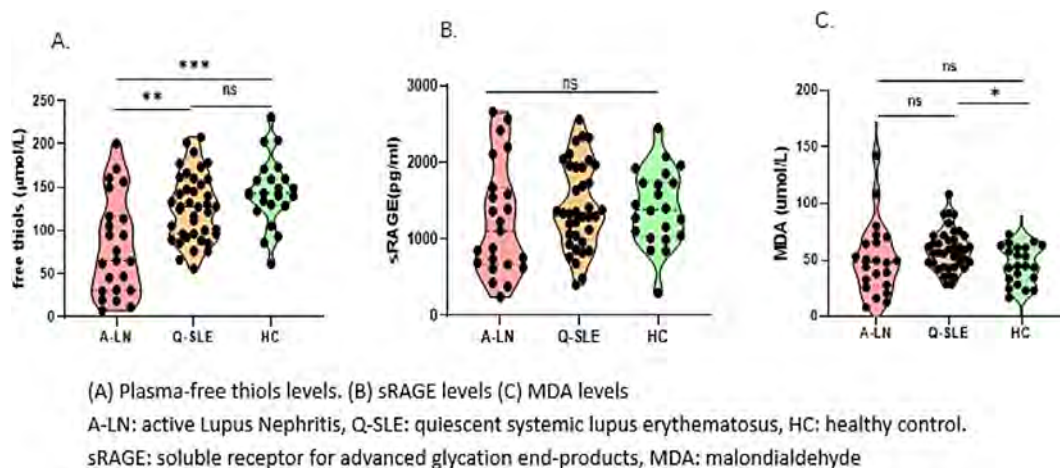 A.
B.
C.
***
**
ns
free thiols (µmol/L)
250
200
150
100
50
0
A-LN Q-SLE HC
ns
sRAGE(pg/ml)
3000
2000
1000
0
A-LN Q-SLE HC
ns
ns
*
MDA (umol/L)
200
150
100
50
0
A-LN Q-SLE HC
(A) Plasma-free thiols levels. (B) sRAGE levels (C) MDA levels
A-LN: active Lupus Nephritis, Q-SLE: quiescent systemic lupus erythematosus, HC: healthy control.
sRAGE: soluble receptor for advanced glycation end-products, MDA: malondialdehyde